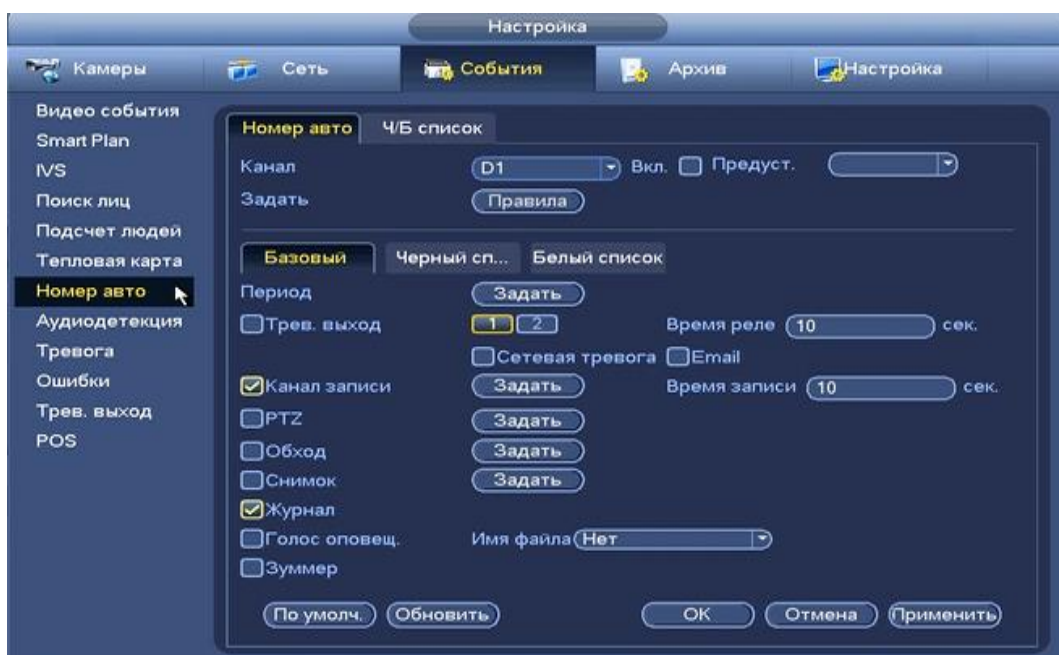 Настройка
Камеры Сеть События Архив Настройка
Видео события
Smart Plan
IVS
Поиск лиц
Подсчет людей
Тепловая карта
Номер авто
Аудиодетекция
Тревога
Ошибки
Трев. выход
POS
Номер авто Ч/Б список
Канал D1 Вкл. Предуст.
Задать Правила
Базовый Черный сп... Белый список
Период Задать
Трев. выход 1 2 Время реле 10 сек.
Сетевая тревога Email
Канал записи Задать Время записи 10 сек.
PTZ Задать
Обход Задать
Снимок Задать
Журнал
Голос оповещ. Имя файла Нет
Зуммер
По умолч. Обновить OK Отмена Применить